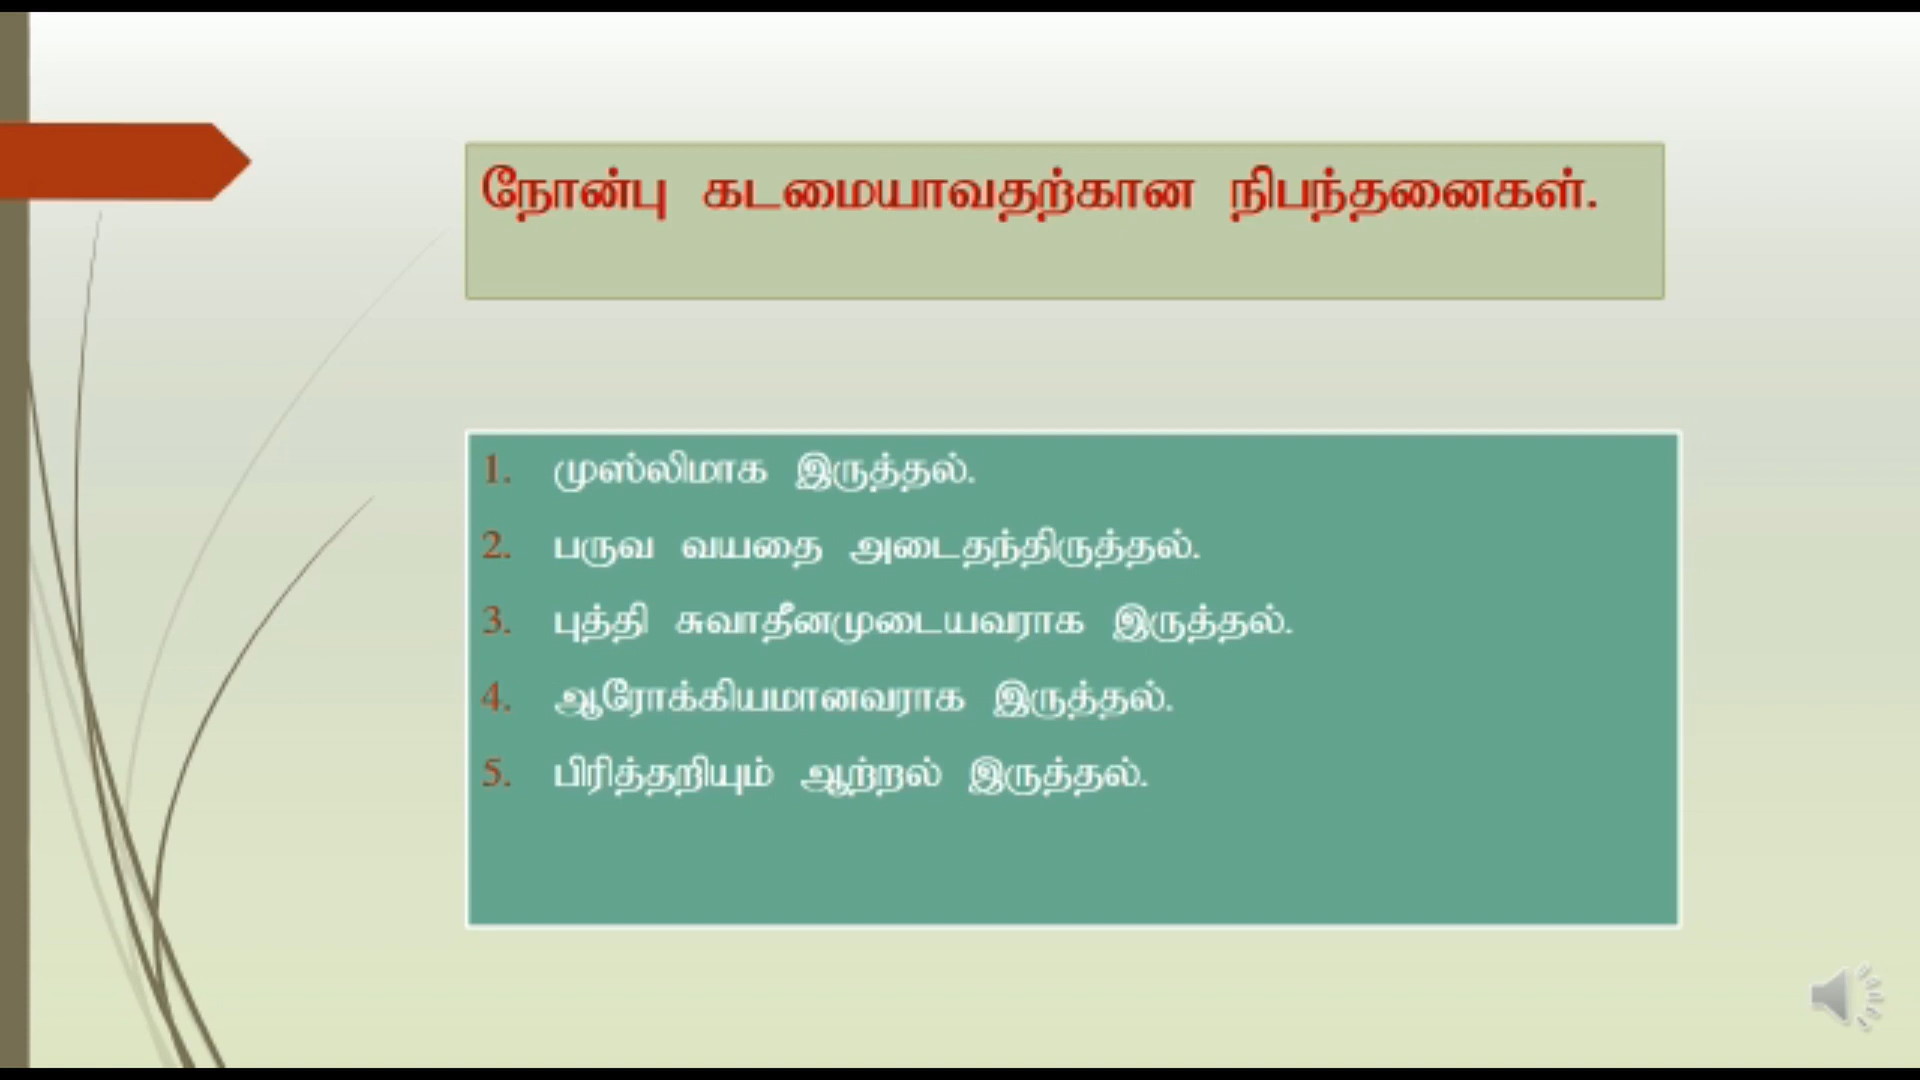 நோன்பு கடமையாவதற்கான நிபந்தனைகள்.
1. முஸ்லிமாக இருத்தல்.
2. பருவ வயதை அடைதந்திருத்தல்.
3. புத்தி சுவாதீனமுடையவராக இருத்தல்.
4. ஆரோக்கியமானவராக இருத்தல்.
5. பிரித்தறியும் ஆற்றல் இருத்தல்.